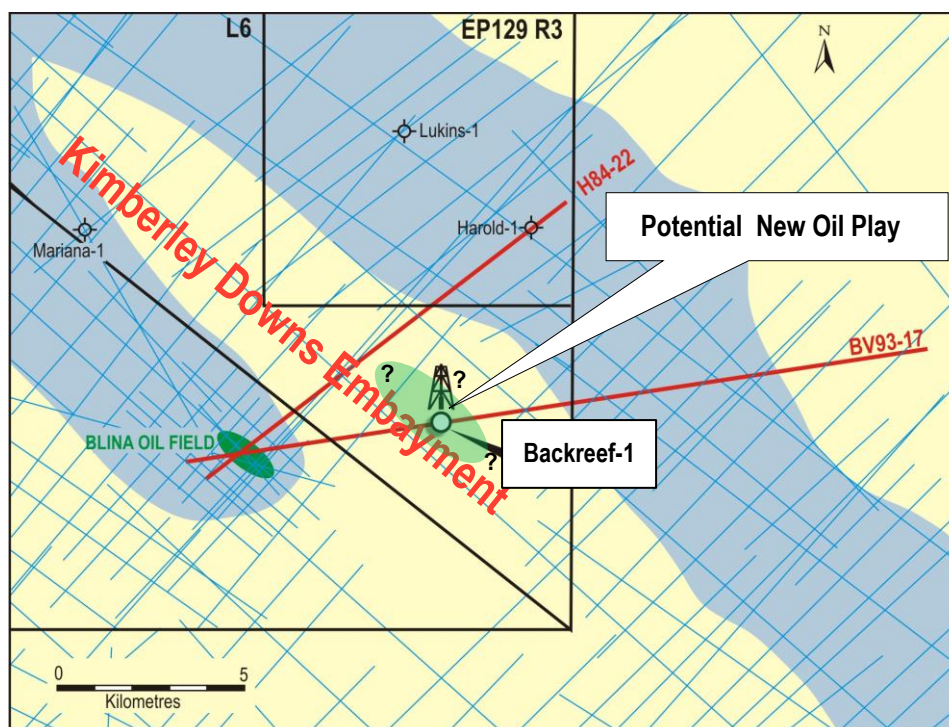 L6
EP129 R3
N
Lukins-1
H84-22
Harold-1
Potential New Oil Play
Mariana-1
Kimberley Downs Embayment
BV93-17
?
?
BLINA OIL FIELD
Backreef-1
?
0 5
Kilometres